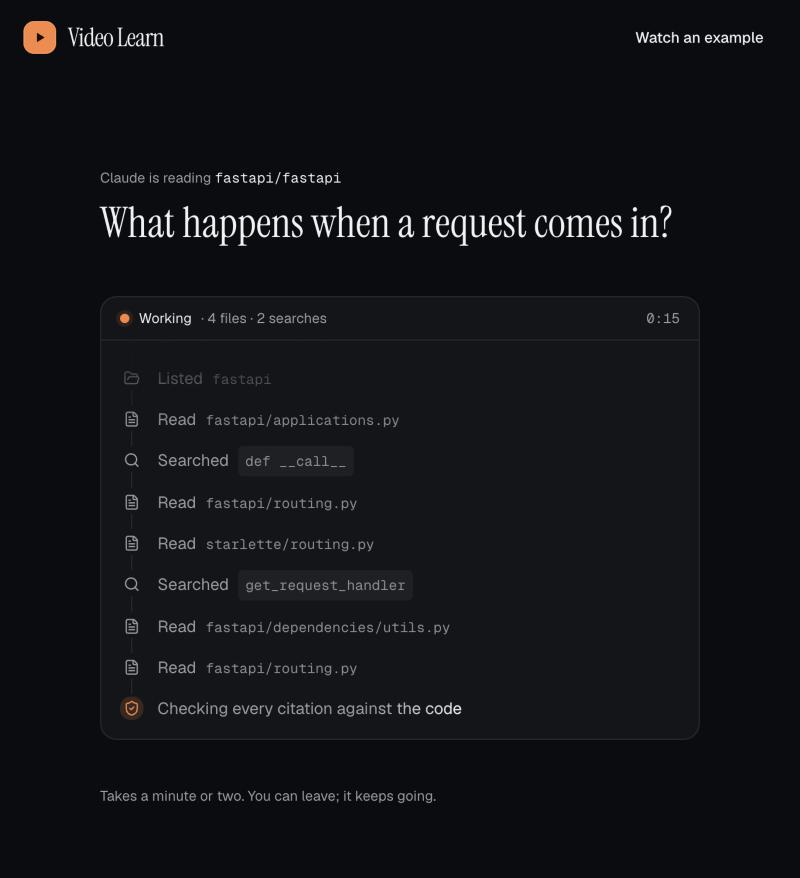 Video Learn
Watch an example
Claude is reading fastapi/fastapi
What happens when a request comes in?
Working · 4 files · 2 searches 0:15
Listed fastapi
Read fastapi/applications.py
Searched def __call__
Read fastapi/routing.py
Read starlette/routing.py
Searched get_request_handler
Read fastapi/dependencies/utils.py
Read fastapi/routing.py
Checking every citation against the code
Takes a minute or two. You can leave; it keeps going.